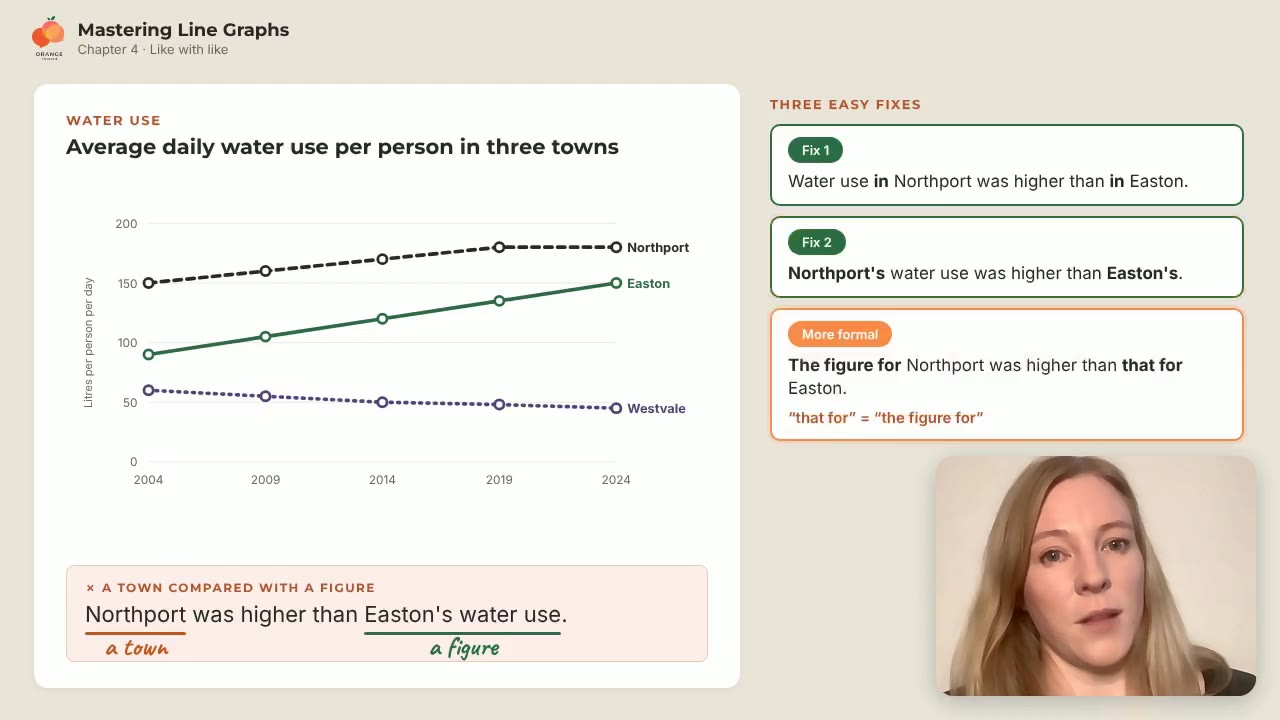 ORANGE
Mastering Line Graphs
Chapter 4 · Like with like
WATER USE
Average daily water use per person in three towns
Litres per person per day
200
150
100
50
0
2004
2009
2014
2019
2024
Northport
Easton
Westvale
× A TOWN COMPARED WITH A FIGURE
Northport was higher than Easton's water use.
a town
a figure
THREE EASY FIXES
Fix 1
Water use in Northport was higher than in Easton.
Fix 2
Northport's water use was higher than Easton's.
More formal
The figure for Northport was higher than that for
Easton.
“that for” = “the figure for”